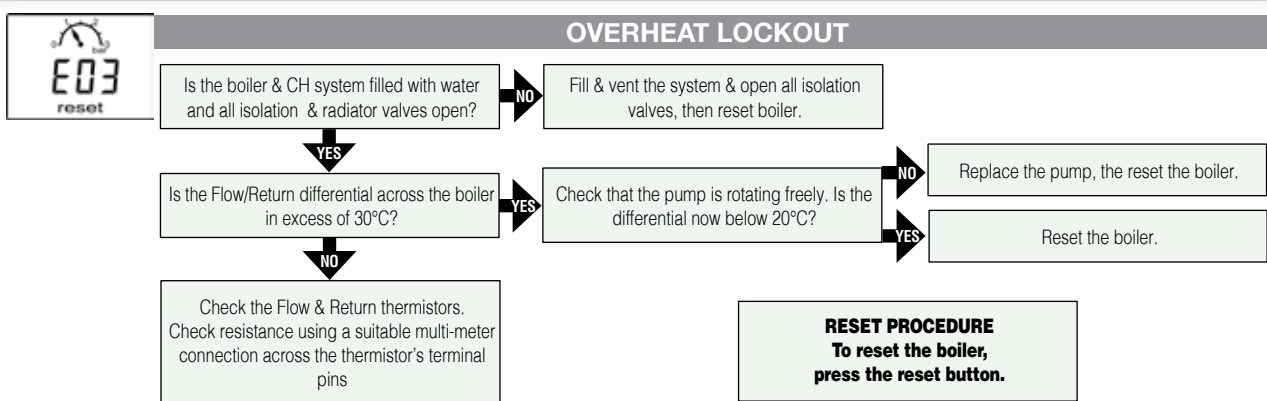 OVERHEAT LOCKOUT
E03
reset
Is the boiler & CH system filled with water
and all isolation & radiator valves open?
NO
Fill & vent the system & open all isolation
valves, then reset boiler.
YES
Is the Flow/Return differential across the boiler
in excess of 30°C?
YES
Check that the pump is rotating freely. Is the
differential now below 20°C?
NO
Replace the pump, the reset the boiler.
YES
Reset the boiler.
NO
Check the Flow & Return thermistors.
Check resistance using a suitable multi-meter
connection across the thermistor's terminal
pins
RESET PROCEDURE
To reset the boiler,
press the reset button.